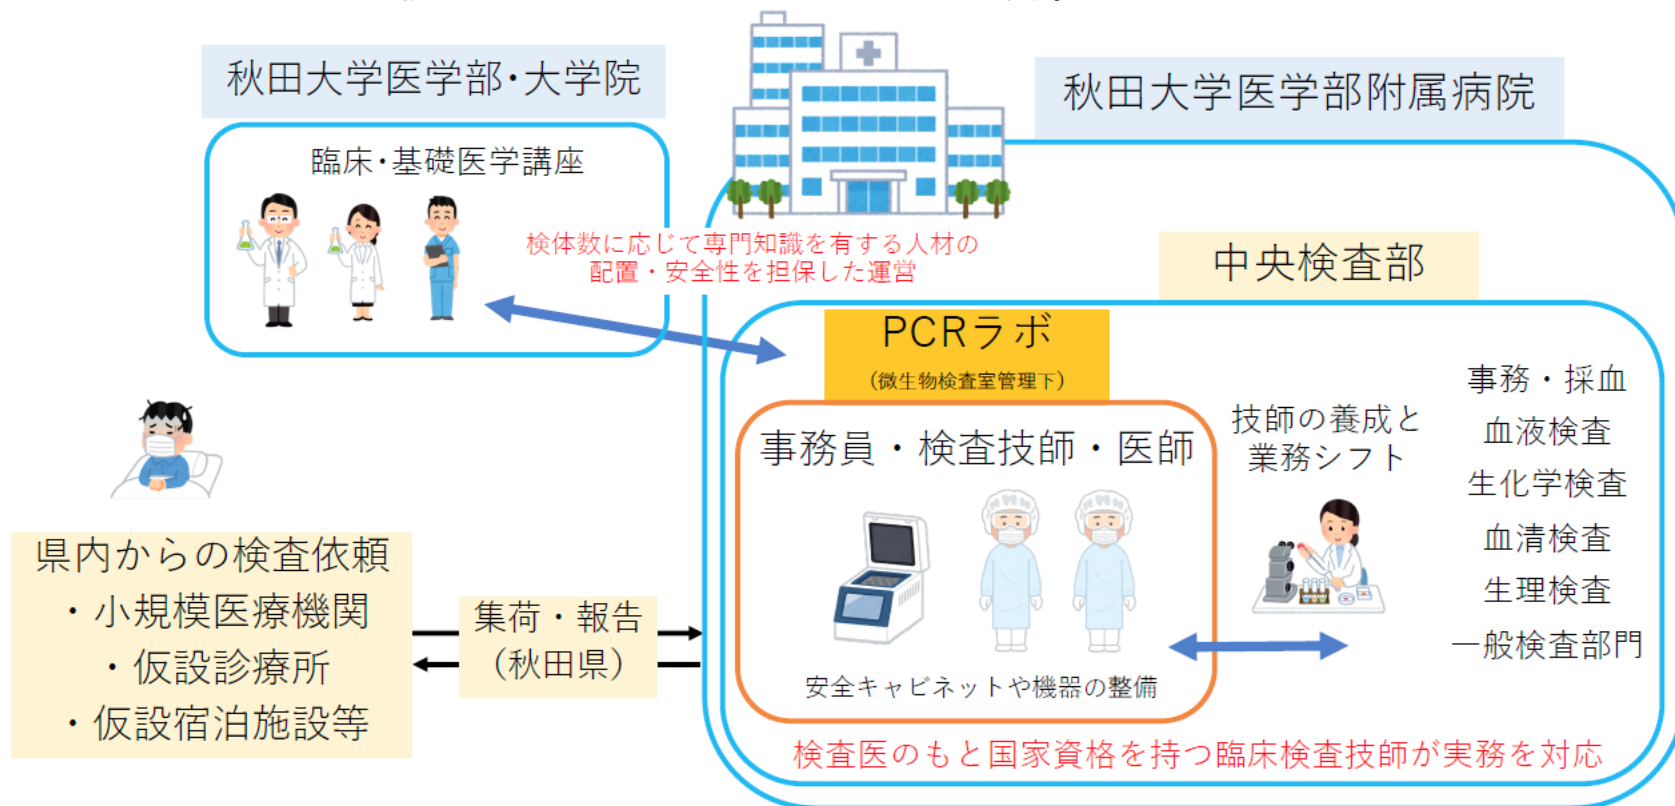 秋田大学医学部・大学院
臨床・基礎医学講座
秋田大学医学部附属病院
検体数に応じて専門知識を有する人材の
配置・安全性を担保した運営
中央検査部
PCRラボ
（微生物検査室管理下）
事務員・検査技師・医師
安全キャビネットや機器の整備
技師の養成と
業務シフト
事務・採血
血液検査
生化学検査
血清検査
生理検査
一般検査部門
検査医のもと国家資格を持つ臨床検査技師が実務を対応
県内からの検査依頼
・小規模医療機関
・仮設診療所
・仮設宿泊施設等
集荷・報告
（秋田県）